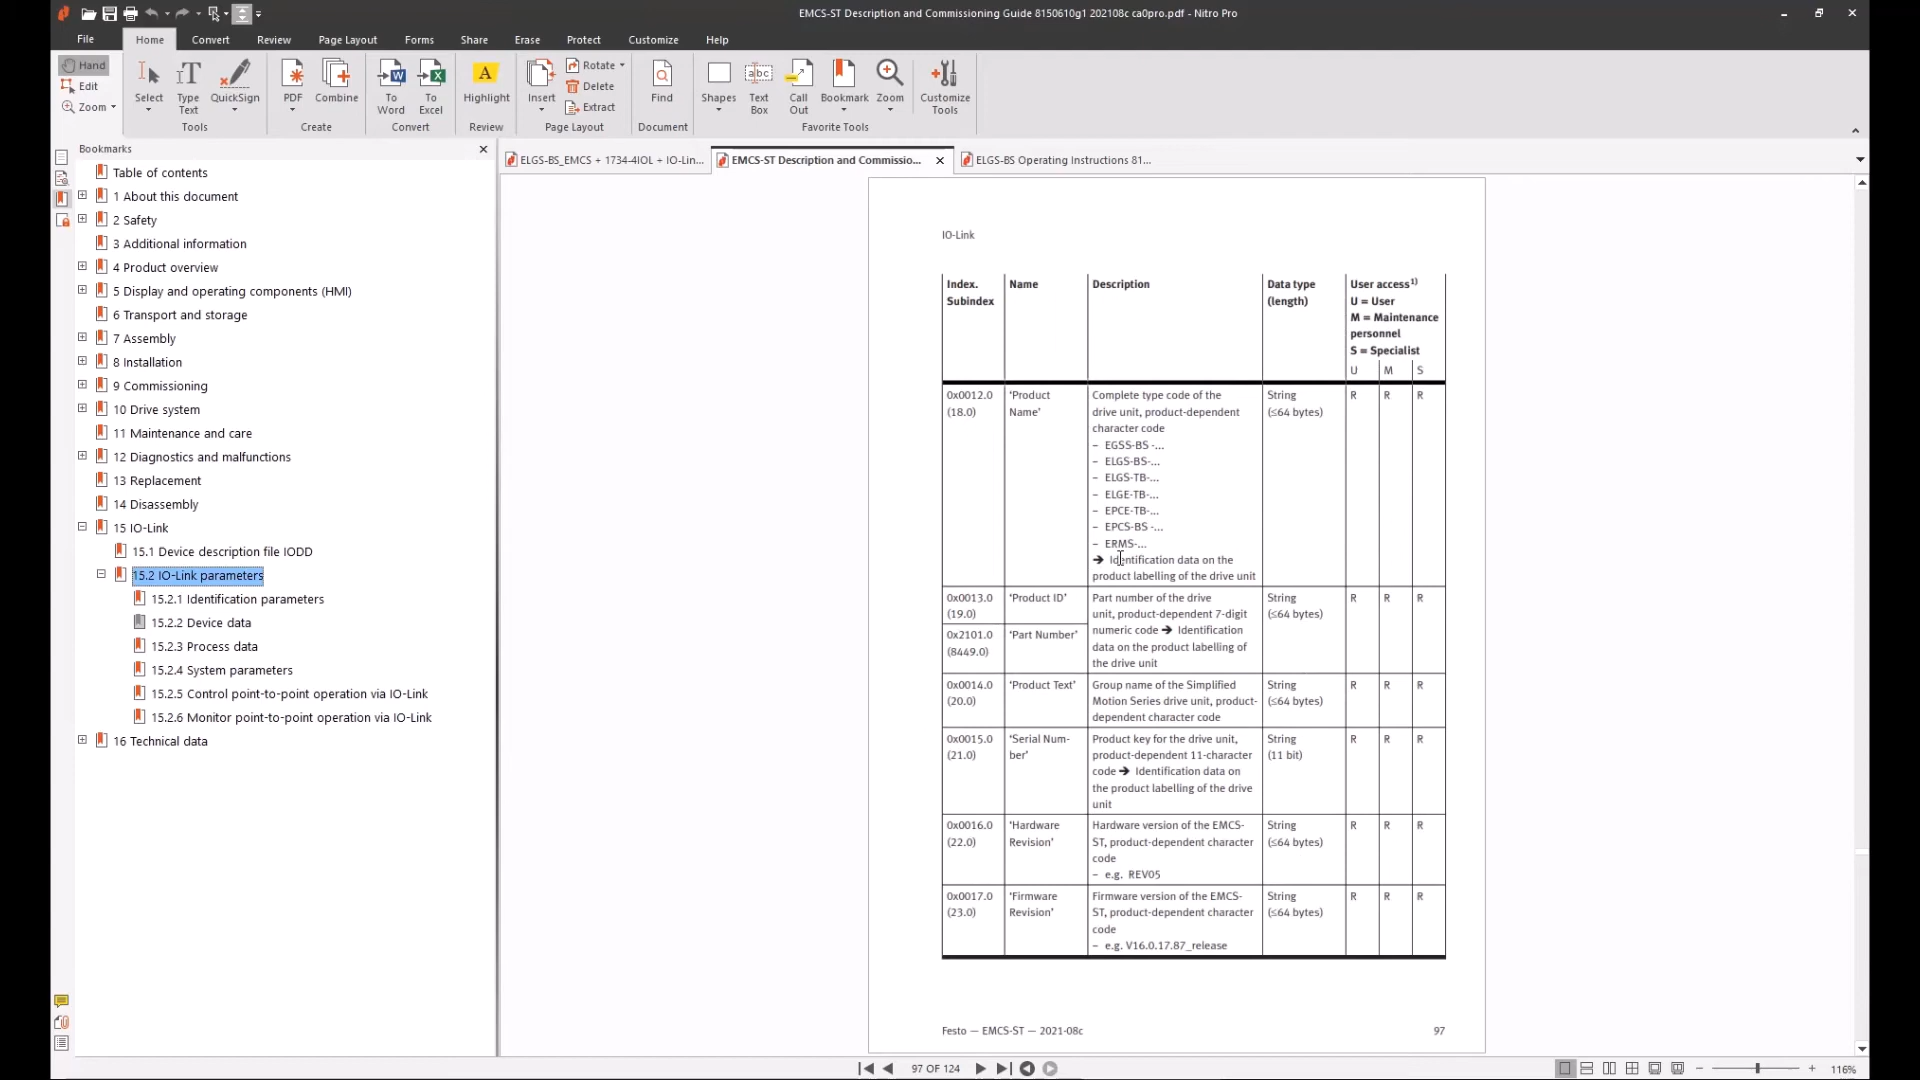 EMCS-ST Description and Commissioning Guide 8150610g1 202108c ca0pro.pdf - Nitro Pro
File Home Convert Review Page Layout Forms Share Erase Protect Customize Help
Hand
Edit
Zoom
Select
Type Text
QuickSign
Tools
PDF
Combine
Create
To Word
To Excel
Convert
Highlight
Review
Insert
Rotate
Delete
Extract
Page Layout
Find
Document
Shapes
Text Box
Call Out
Bookmark
Zoom
Customize Tools
Favorite Tools
Bookmarks
Table of contents
1 About this document
2 Safety
3 Additional information
4 Product overview
5 Display and operating components (HMI)
6 Transport and storage
7 Assembly
8 Installation
9 Commissioning
10 Drive system
11 Maintenance and care
12 Diagnostics and malfunctions
13 Replacement
14 Disassembly
15 IO-Link
15.1 Device description file IODD
15.2 IO-Link parameters
15.2.1 Identification parameters
15.2.2 Device data
15.2.3 Process data
15.2.4 System parameters
15.2.5 Control point-to-point operation via IO-Link
15.2.6 Monitor point-to-point operation via IO-Link
16 Technical data
ELGS-BS_EMCS + 1734-4IOL + IO-Lin...
EMCS-ST Description and Commissio...
ELGS-BS Operating Instructions 81...
IO-Link
Index.
Subindex
Name
Description
Data type
(length)
User access1)
U = User
M = Maintenance
personnel
S = Specialist
U M S
0x0012.0
(18.0)
‘Product
Name’
Complete type code of the
drive unit, product-dependent
character code
– EGSS-BS -...
– ELGS-BS-...
– ELGS-TB-...
– ELGE-TB-...
– EPCE-TB-...
– EPCS-BS -...
– ERMS-...
➔ Identification data on the
product labelling of the drive unit
String
(≤64 bytes)
R R R
0x0013.0
(19.0)
‘Product ID’
0x2101.0
(8449.0)
‘Part Number’
Part number of the drive
unit, product-dependent 7-digit
numeric code ➔ Identification
data on the product labelling of
the drive unit
String
(≤64 bytes)
R R R
0x0014.0
(20.0)
‘Product Text’
Group name of the Simplified
Motion Series drive unit, product-
dependent character code
String
(≤64 bytes)
R R R
0x0015.0
(21.0)
‘Serial Num-
ber’
Product key for the drive unit,
product-dependent 11-character
code ➔ Identification data on
the product labelling of the drive
unit
String
(11 bit)
R R R
0x0016.0
(22.0)
‘Hardware
Revision’
Hardware version of the EMCS-
ST, product-dependent character
code
– e.g. REV05
String
(≤64 bytes)
R R R
0x0017.0
(23.0)
‘Firmware
Revision’
Firmware version of the EMCS-
ST, product-dependent character
code
– e.g. V16.0.17.87_release
String
(≤64 bytes)
R R R
Festo — EMCS-ST — 2021-08c
97
97 OF 124
116%